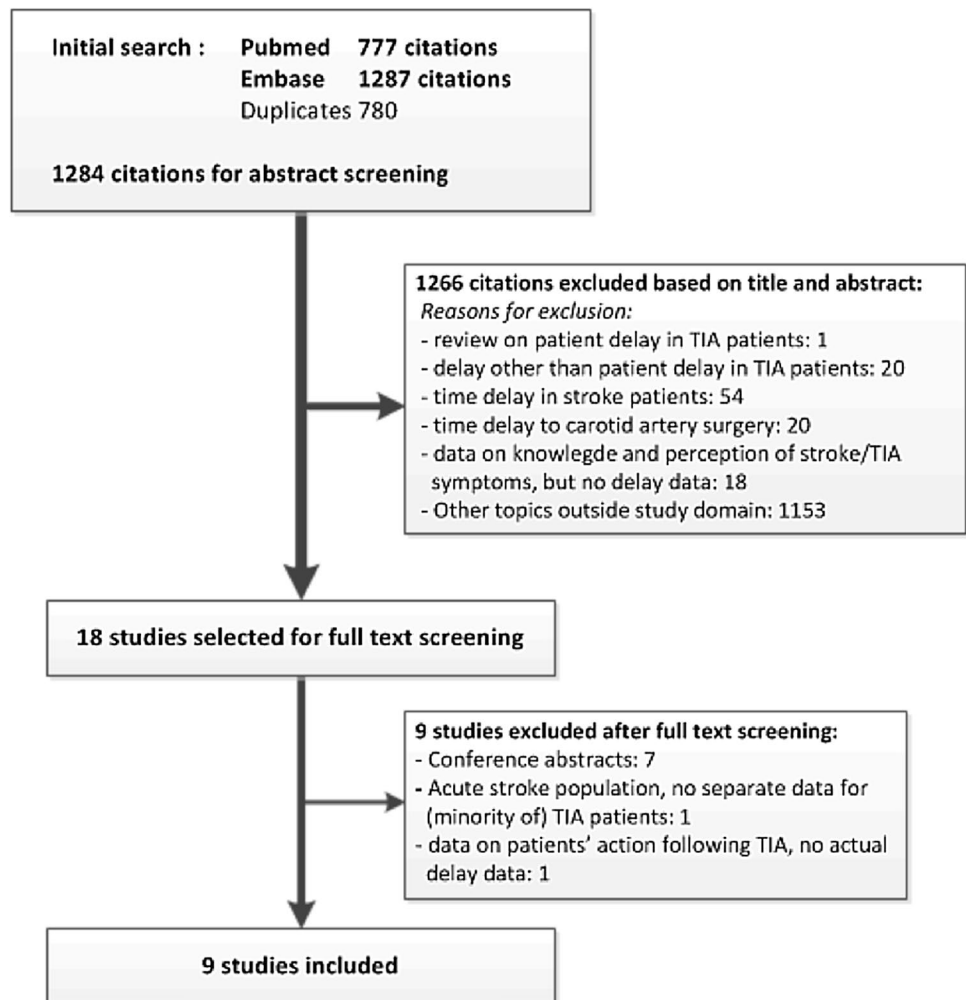 Initial search : Pubmed 777 citations
Embase 1287 citations
Duplicates 780
1284 citations for abstract screening
1266 citations excluded based on title and abstract:
Reasons for exclusion:
- review on patient delay in TIA patients: 1
- delay other than patient delay in TIA patients: 20
- time delay in stroke patients: 54
- time delay to carotid artery surgery: 20
- data on knowlegde and perception of stroke/TIA
symptoms, but no delay data: 18
- Other topics outside study domain: 1153
18 studies selected for full text screening
9 studies excluded after full text screening:
- Conference abstracts: 7
- Acute stroke population, no separate data for
(minority of) TIA patients: 1
- data on patients' action following TIA, no actual
delay data: 1
9 studies included